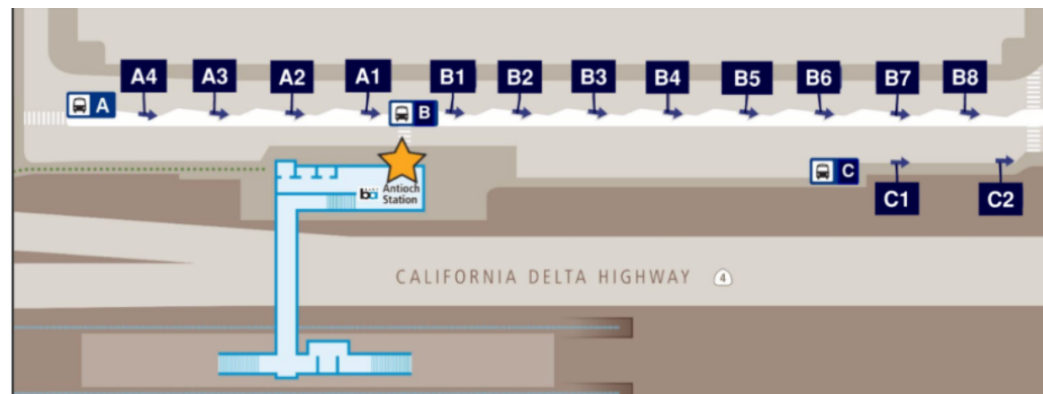 A4 A3 A2 A1 B1 B2 B3 B4 B5 B6 B7 B8
A
B
C
ba Antioch
Station
C1 C2
CALIFORNIA DELTA HIGHWAY 4